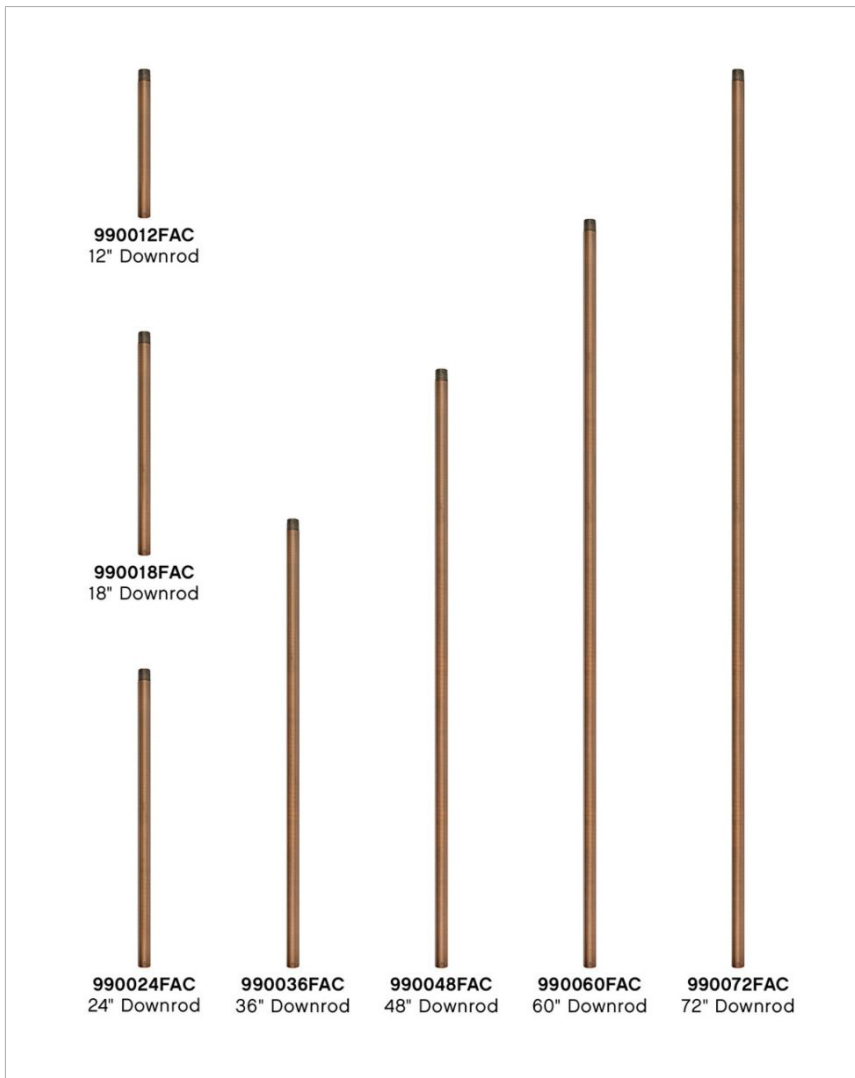 990012FAC
12" Downrod
990018FAC
18" Downrod
990024FAC
24" Downrod
990036FAC
36" Downrod
990048FAC
48" Downrod
990060FAC
60" Downrod
990072FAC
72" Downrod